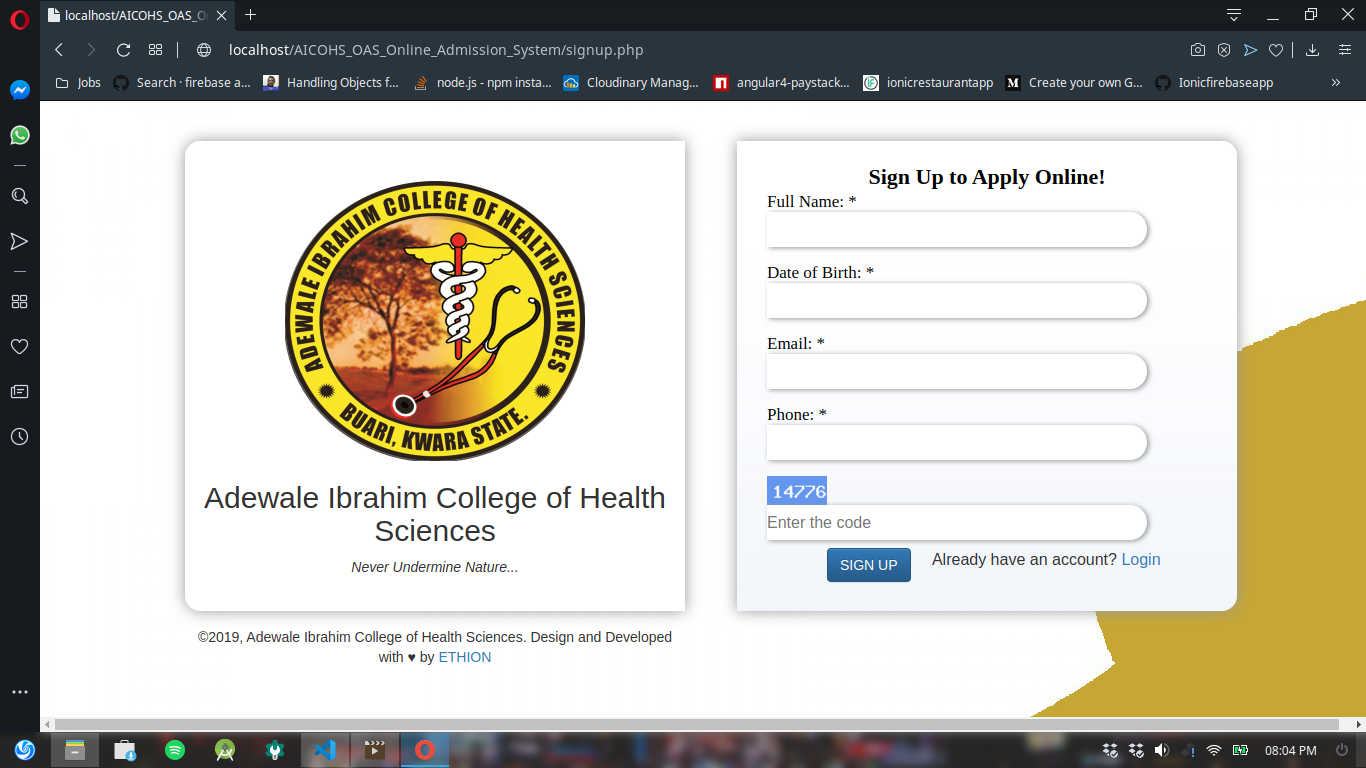 localhost/AICOHS_OAS_O
localhost/AICOHS_OAS_Online_Admission_System/signup.php
Jobs
Search · firebase a...
Handling Objects f...
node.js - npm insta...
Cloudinary Manag...
angular4-paystack...
ionicrestaurantapp
Create your own G...
Ionicfirebaseapp
ADEWALE IBRAHIM COLLEGE OF HEALTH SCIENCES
BUARI, KWARA STATE.
Adewale Ibrahim College of Health
Sciences
Never Undermine Nature...
©2019, Adewale Ibrahim College of Health Sciences. Design and Developed
with ♥ by ETHION
Sign Up to Apply Online!
Full Name: *
Date of Birth: *
Email: *
Phone: *
14776
Enter the code
SIGN UP
Already have an account? Login
08:04 PM